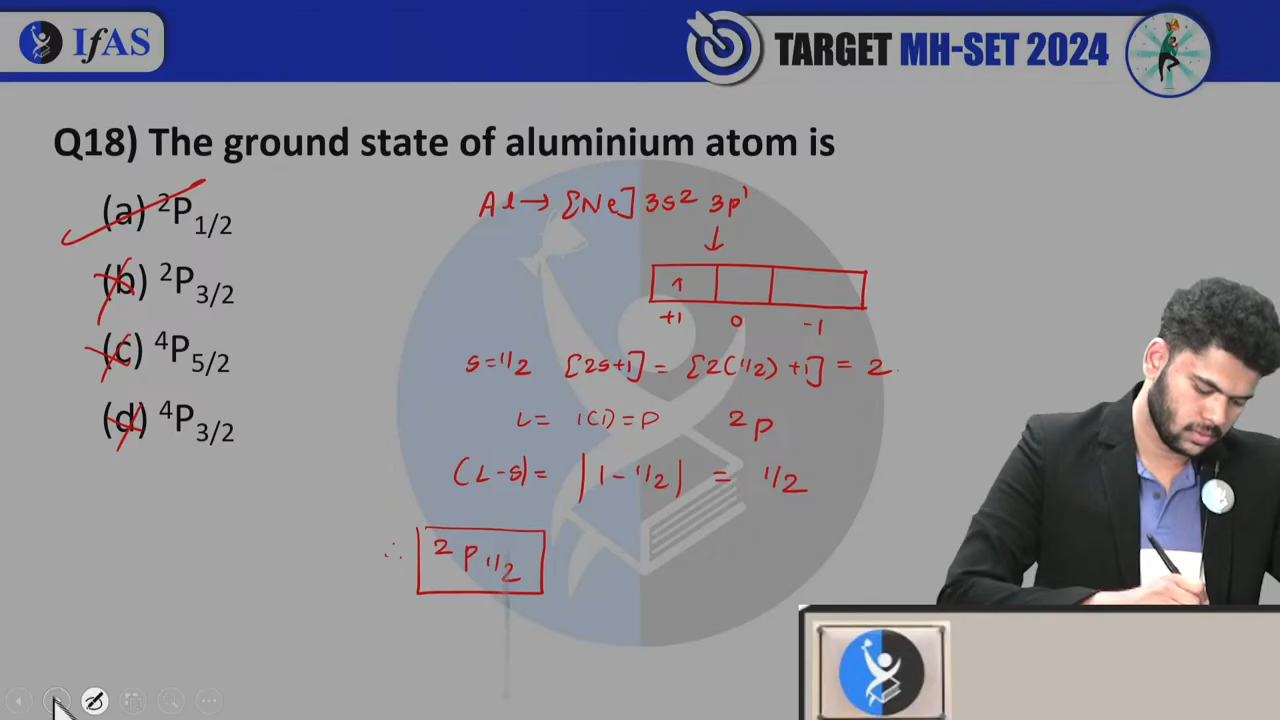 IfAS
TARGET MH-SET 2024
Q18) The ground state of aluminium atom is
(a) ²P₁/₂
(b) ²P₃/₂
(c) ⁴P₅/₂
(d) ⁴P₃/₂
Al → [Ne] 3s² 3p¹
↓
↿
+1 0 -1
s=1/2 [2s+1] = [2(1/2) +1] = 2
L= 1(1) = P ²P
(L-s) = |1-1/2| = 1/2
∴ ²P₁/₂